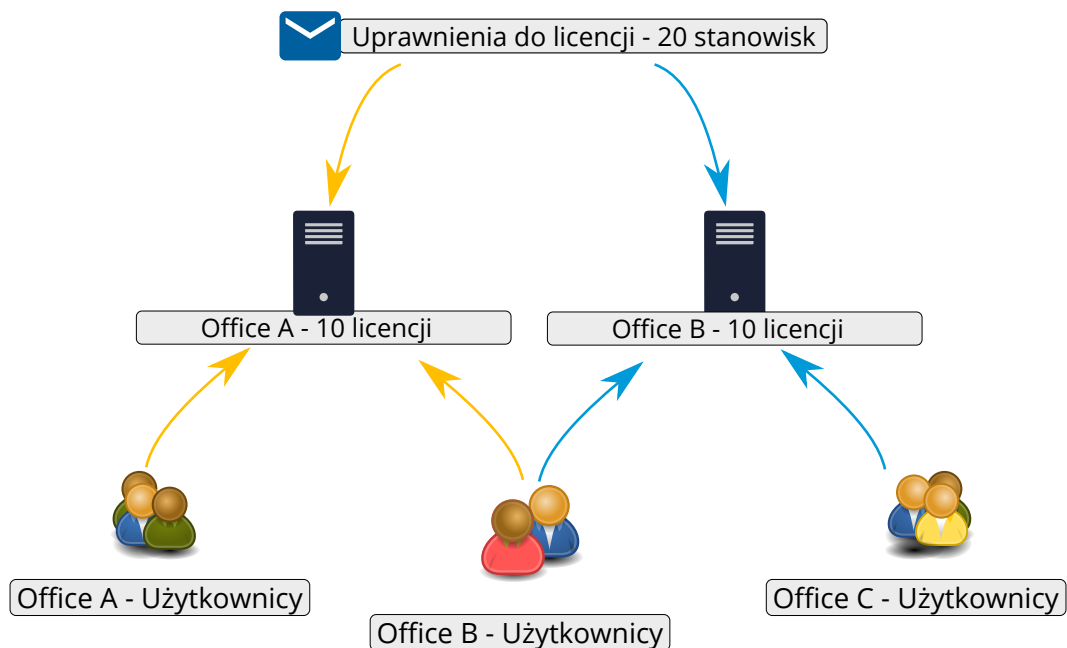 Uprawnienia do licencji - 20 stanowisk
Office A - 10 licencji
Office B - 10 licencji
Office A - Użytkownicy
Office B - Użytkownicy
Office C - Użytkownicy